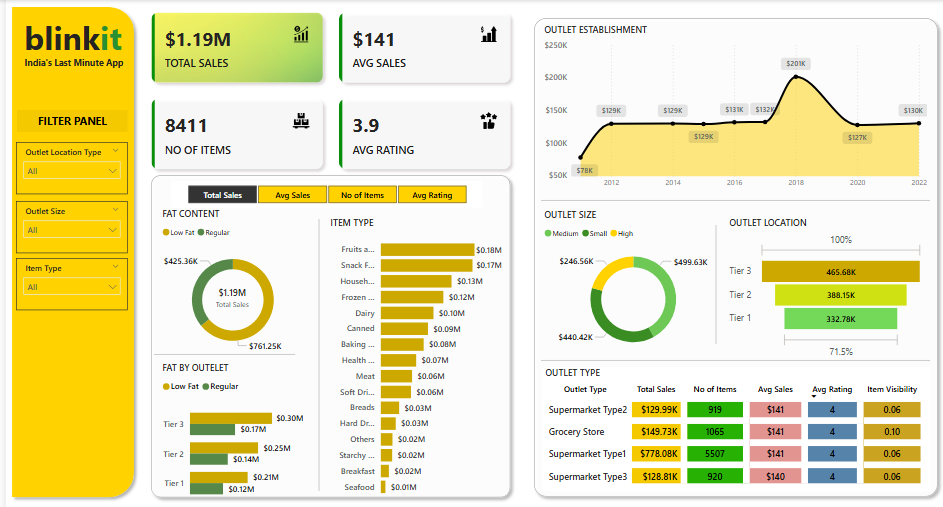 blinkit
India's Last Minute App
FILTER PANEL
Outlet Location Type
All
Outlet Size
All
Item Type
All
$1.19M
TOTAL SALES
$141
AVG SALES
8411
NO OF ITEMS
3.9
AVG RATING
Total Sales Avg Sales No of Items Avg Rating
FAT CONTENT
Low Fat Regular
$425.36K
$1.19M
Total Sales
$761.25K
FAT BY OUTELET
Low Fat Regular
Tier 3 $0.30M
$0.17M
Tier 2 $0.25M
$0.14M
Tier 1 $0.21M
$0.12M
ITEM TYPE
Fruits a... $0.18M
Snack F... $0.17M
Househ... $0.13M
Frozen ... $0.12M
Dairy $0.10M
Canned $0.09M
Baking ... $0.08M
Health ... $0.07M
Meat $0.06M
Soft Dri... $0.06M
Breads $0.03M
Hard Dr... $0.03M
Others $0.02M
Starchy ... $0.02M
Breakfast $0.02M
Seafood $0.01M
OUTLET ESTABLISHMENT
$250K
$200K
$150K
$100K
$50K
$78K
$129K
$129K
$129K
$131K
$132K
$201K
$127K
$130K
2012 2014 2016 2018 2020 2022
OUTLET SIZE
Medium Small High
$246.56K
$499.63K
$440.42K
OUTLET LOCATION
100%
Tier 3 465.68K
Tier 2 388.15K
Tier 1 332.78K
71.5%
OUTLET TYPE
Outlet Type Total Sales No of Items Avg Sales Avg Rating Item Visibility
Supermarket Type2 $129.99K 919 $141 4 0.06
Grocery Store $149.73K 1065 $141 4 0.10
Supermarket Type1 $778.08K 5507 $141 4 0.06
Supermarket Type3 $128.81K 920 $140 4 0.06